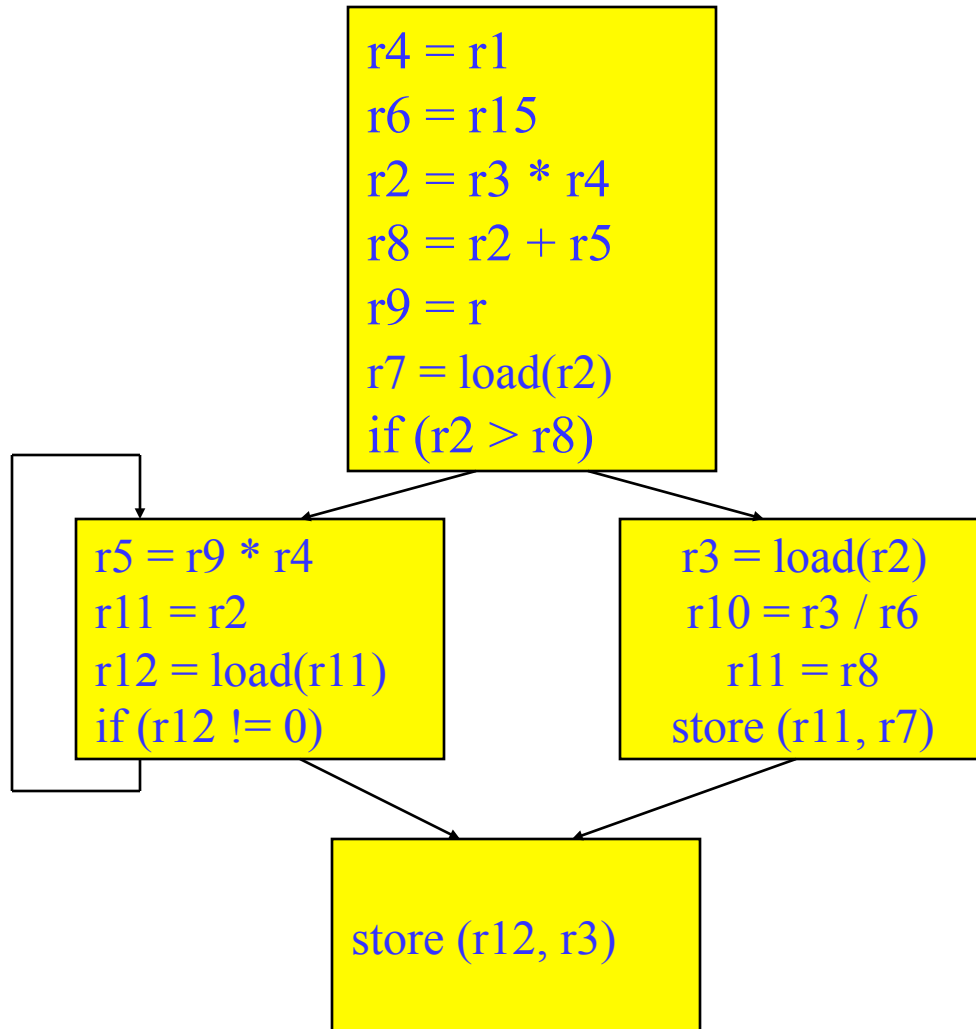 r4 = r1
r6 = r15
r2 = r3 * r4
r8 = r2 + r5
r9 = r
r7 = load(r2)
if (r2 > r8)
r5 = r9 * r4
r11 = r2
r12 = load(r11)
if (r12 != 0)
r3 = load(r2)
r10 = r3 / r6
r11 = r8
store (r11, r7)
store (r12, r3)